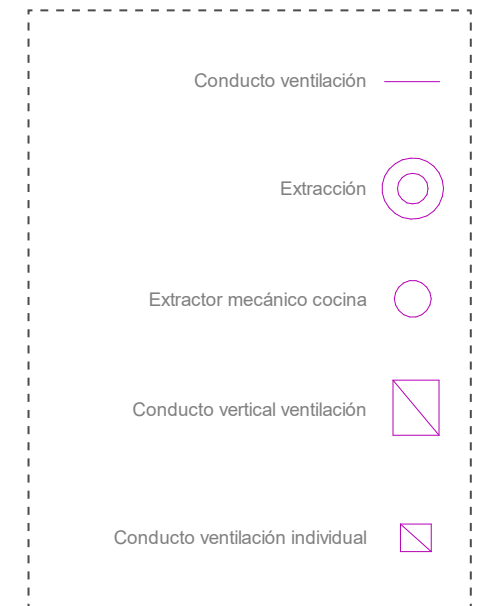 Conducto ventilación
Extracción
Extractor mecánico cocina
Conducto vertical ventilación
Conducto ventilación individual